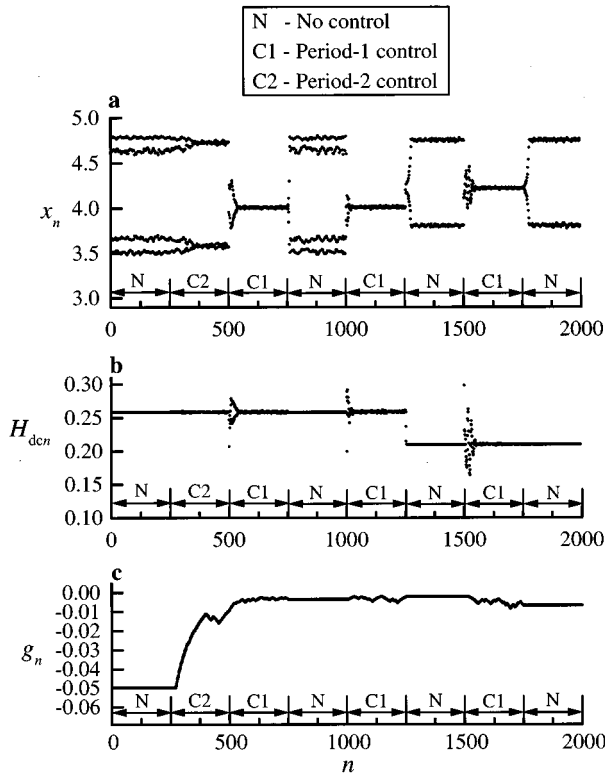 N - No control
C1 - Period-1 control
C2 - Period-2 control
a
5.0
4.5
x_n
4.0
3.5
3.0
N C2 C1 N C1 N C1 N
0 500 1000 1500 2000
b
0.30
0.25
H_dcn
0.20
0.15
0.10
N C2 C1 N C1 N C1 N
0 500 1000 1500 2000
c
0.00
-0.01
-0.02
-0.03
g_n
-0.04
-0.05
-0.06
N C2 C1 N C1 N C1 N
0 500 1000 1500 2000
n